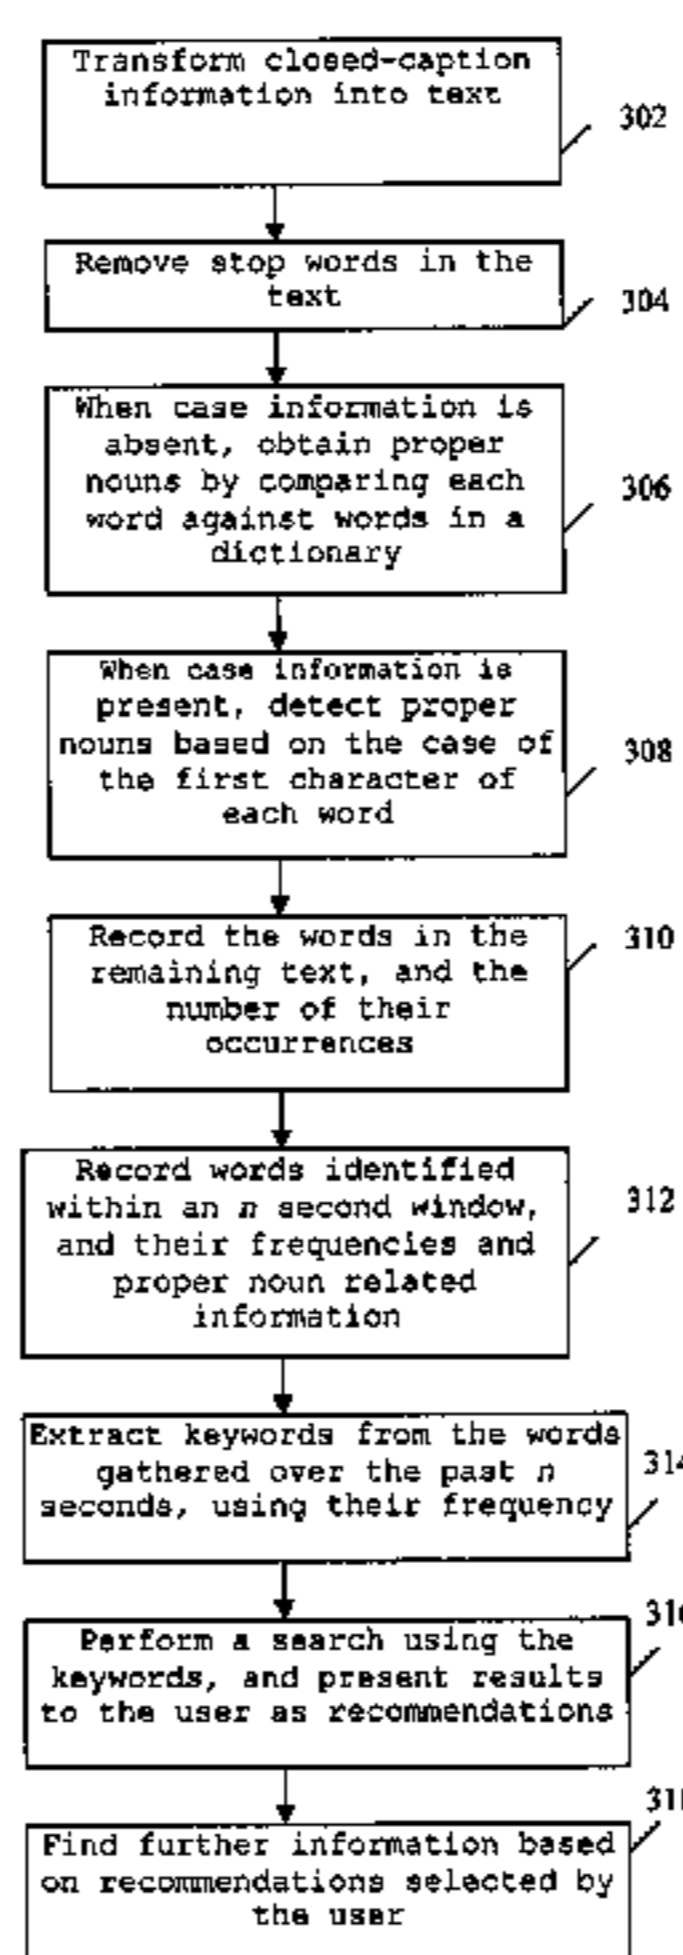 Transform closed-caption
information into text
302
Remove stop words in the
text
304
When case information is
absent, obtain proper
nouns by comparing each
word against words in a
dictionary
306
When case information is
present, detect proper
nouns based on the case of
the first character of
each word
308
Record the words in the
remaining text, and the
number of their
occurrences
310
Record words identified
within an n second window,
and their frequencies and
proper noun related
information
312
Extract keywords from the words
gathered over the past n
seconds, using their frequency
314
Perform a search using the
keywords, and present results
to the user as recommendations
316
Find further information based
on recommendations selected by
the user